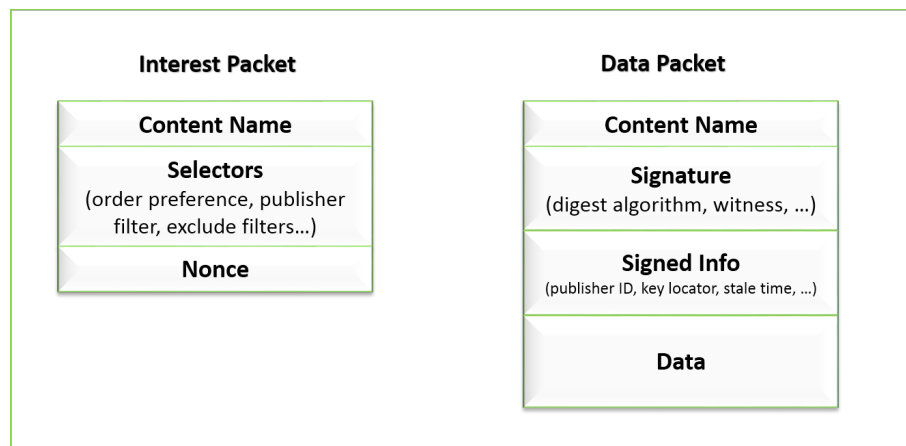 Interest Packet
Content Name
Selectors
(order preference, publisher
filter, exclude filters...)
Nonce
Data Packet
Content Name
Signature
(digest algorithm, witness, ...)
Signed Info
(publisher ID, key locator, stale time, ...)
Data